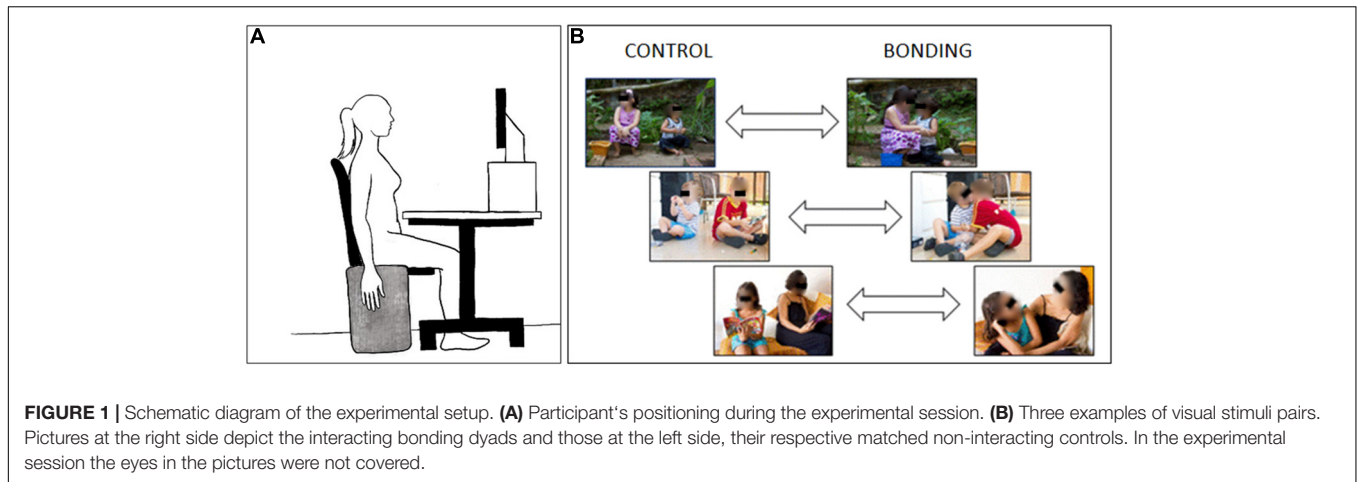 A
B
CONTROL
BONDING
FIGURE 1 | Schematic diagram of the experimental setup. (A) Participant‘s positioning during the experimental session. (B) Three examples of visual stimuli pairs.
Pictures at the right side depict the interacting bonding dyads and those at the left side, their respective matched non-interacting controls. In the experimental
session the eyes in the pictures were not covered.